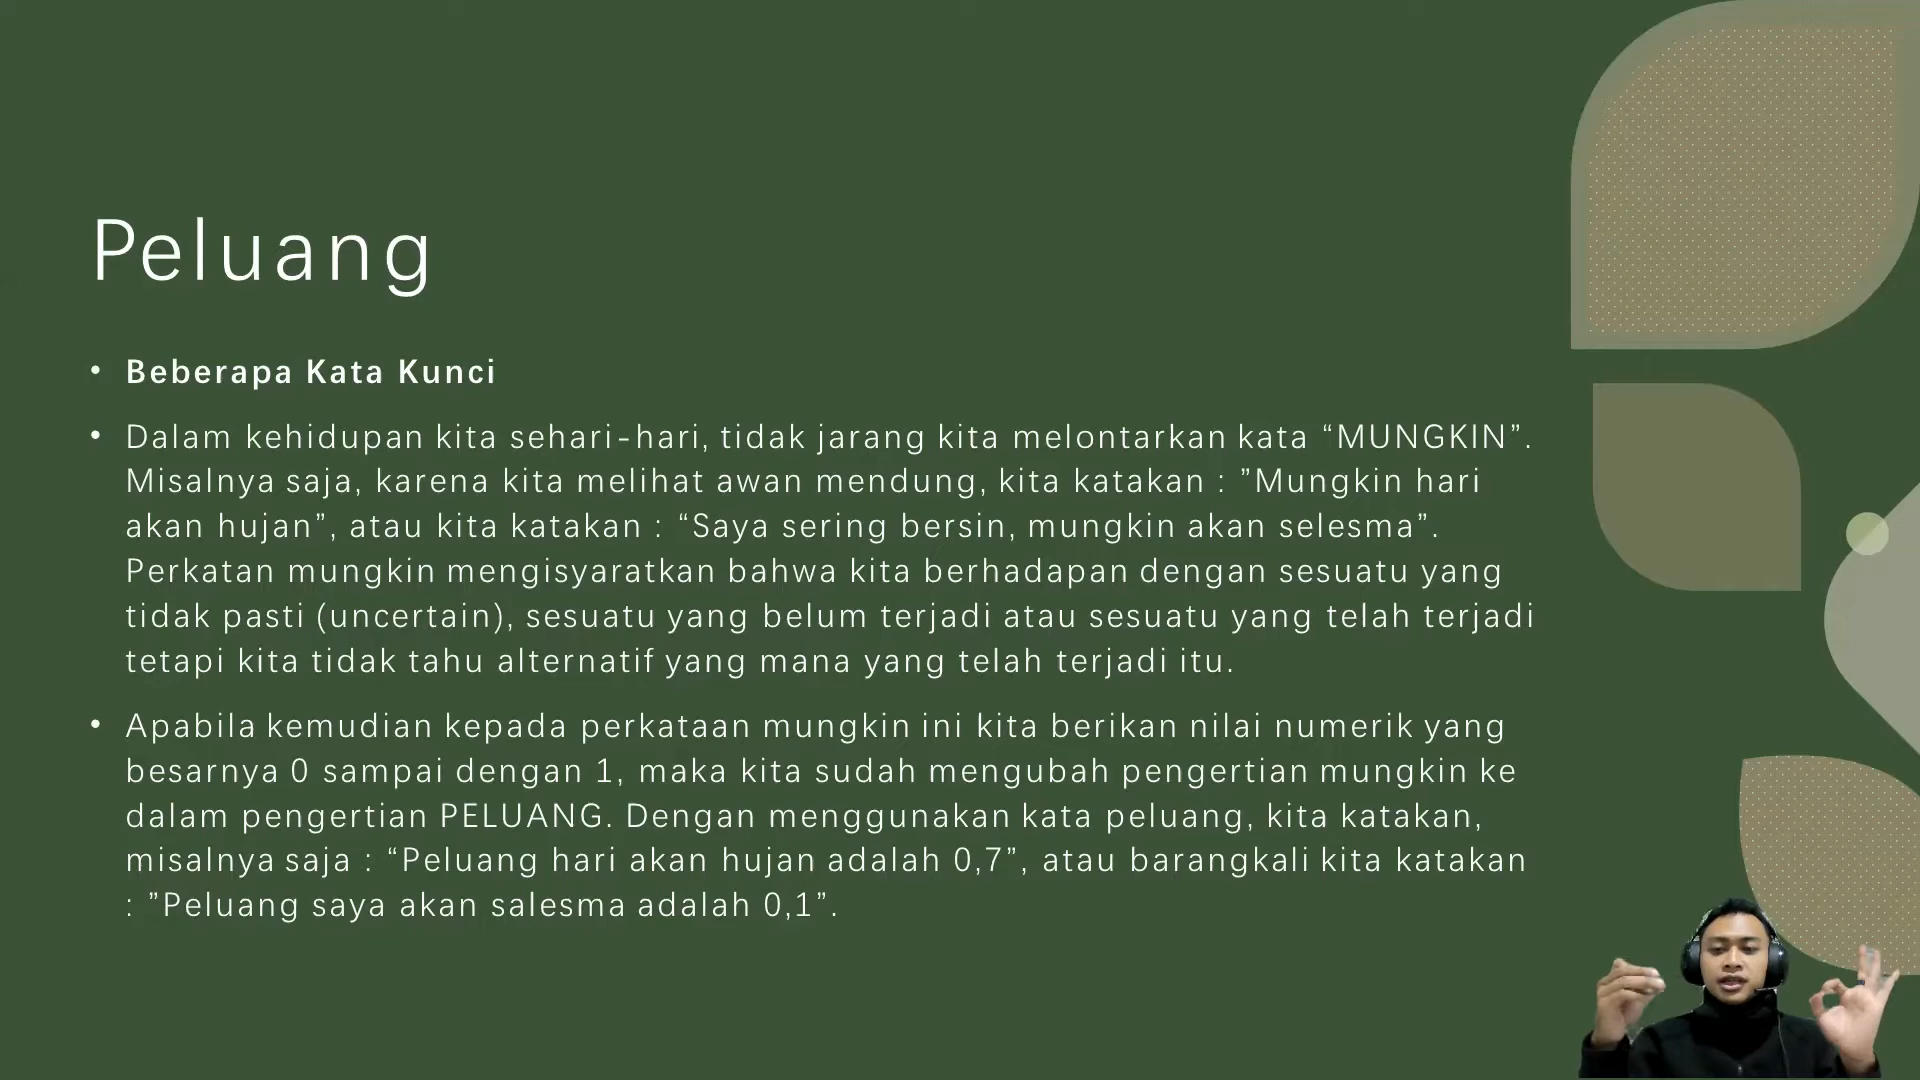 Peluang
• Beberapa Kata Kunci
• Dalam kehidupan kita sehari-hari, tidak jarang kita melontarkan kata “MUNGKIN”.
Misalnya saja, karena kita melihat awan mendung, kita katakan : ”Mungkin hari
akan hujan”, atau kita katakan : “Saya sering bersin, mungkin akan selesma”.
Perkatan mungkin mengisyaratkan bahwa kita berhadapan dengan sesuatu yang
tidak pasti (uncertain), sesuatu yang belum terjadi atau sesuatu yang telah terjadi
tetapi kita tidak tahu alternatif yang mana yang telah terjadi itu.
• Apabila kemudian kepada perkataan mungkin ini kita berikan nilai numerik yang
besarnya 0 sampai dengan 1, maka kita sudah mengubah pengertian mungkin ke
dalam pengertian PELUANG. Dengan menggunakan kata peluang, kita katakan,
misalnya saja : “Peluang hari akan hujan adalah 0,7”, atau barangkali kita katakan
: ”Peluang saya akan salesma adalah 0,1”.